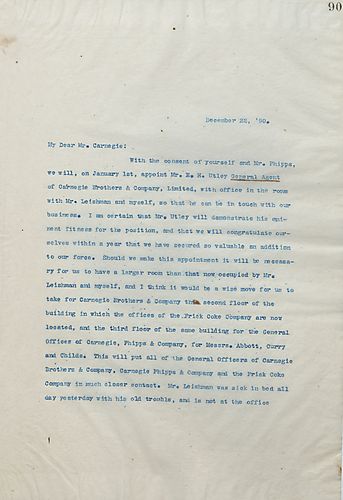 90
December 22, '90.
My Dear Mr. Carnegie:
With the consent of yourself and Mr. Phipps,
we will, on January 1st, appoint Mr. E. H. Utley General Agent
of Carnegie Brothers & Company, Limited, with office in the room
with Mr. Leishman and myself, so that he can be in touch with our
business. I am certain that Mr. Utley will demonstrate his emi-
nent fitness for the position, and that we will congratulate our-
selves within a year that we have secured so valuable an addition
to our force. Should we make this appointment it will be necessa-
ry for us to have a larger room than that now occupied by Mr.
Leishman and myself, and I think it would be a wise move for us to
take for Carnegie Brothers & Company the second floor of the
building in which the offices of the Frick Coke Company are now
located, and the third floor of the same building for the General
Offices of Carnegie, Phipps & Company, for Messrs. Abbott, Curry
and Childs. This will put all of the General Officers of Carnegie
Brothers & Company, Carnegie Phipps & Company and the Frick Coke
Company in much closer contact. Mr. Leishman was sick in bed all
day yesterday with his old trouble, and is not at the office